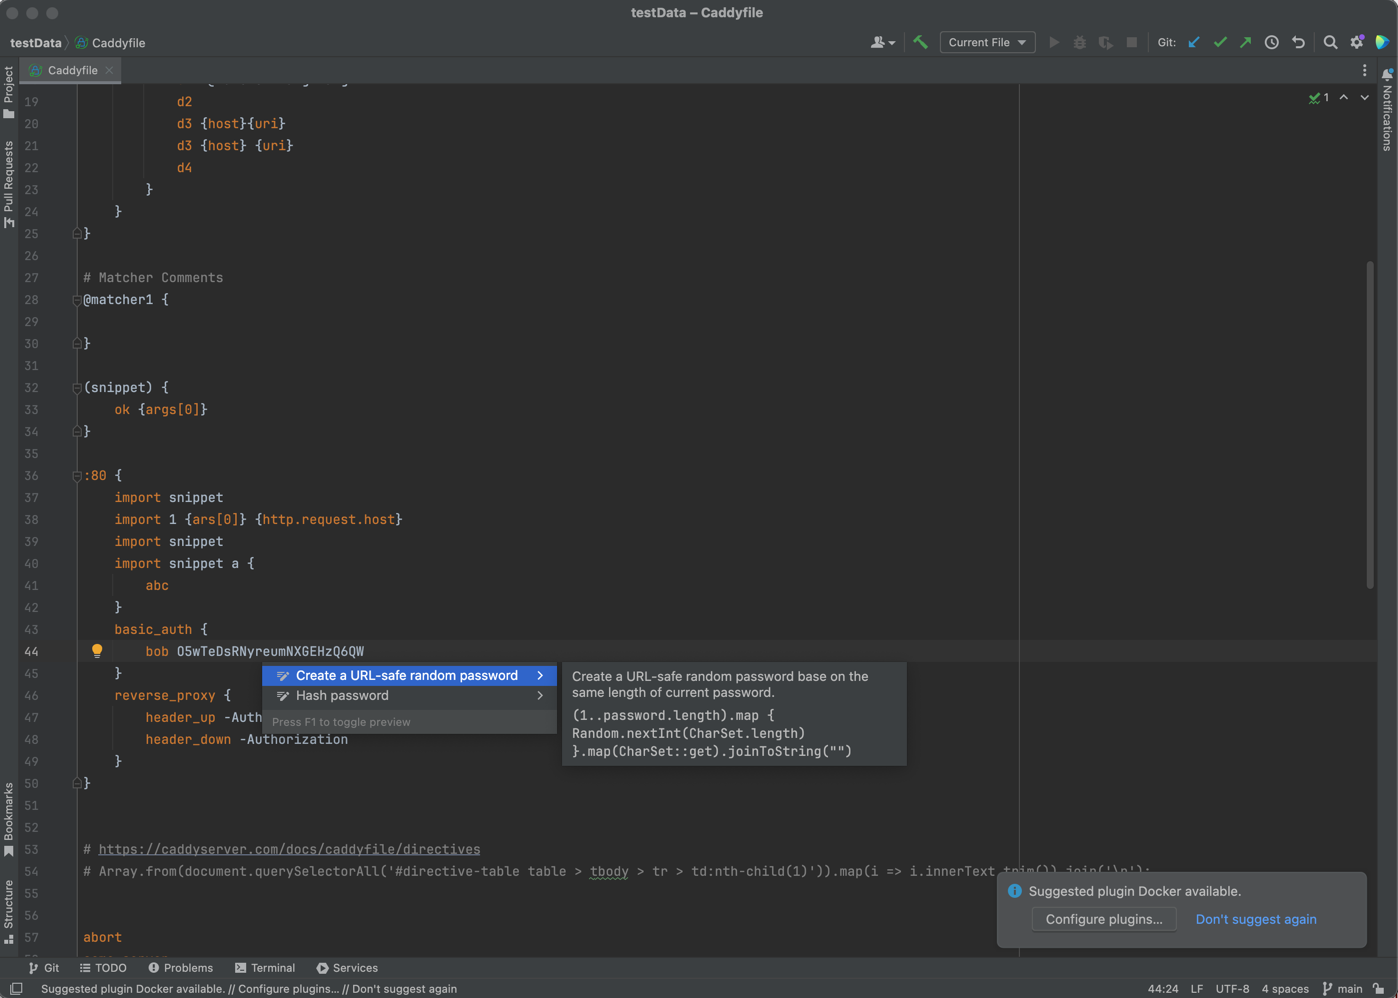 testData – Caddyfile
testData
Caddyfile
Current File
Git:
Caddyfile
Project
Pull Requests
Bookmarks
Structure
Notifications
1
19 d2
20 d3 {host}{uri}
21 d3 {host} {uri}
22 d4
23 }
24 }
25 }
26
27 # Matcher Comments
28 @matcher1 {
29
30 }
31
32 (snippet) {
33 ok {args[0]}
34 }
35
36 :80 {
37 import snippet
38 import 1 {ars[0]} {http.request.host}
39 import snippet
40 import snippet a {
41 abc
42 }
43 basic_auth {
44 bob O5wTeDsRNyreumNXGEHzQ6QW
45 }
46 reverse_proxy {
47 header_up -Auth
48 header_down -Authorization
49 }
50 }
51
52
53 # https://caddyserver.com/docs/caddyfile/directives
54 # Array.from(document.querySelectorAll('#directive-table table > tbody > tr > td:nth-child(1)')).map(i => i.innerText.trim()).join('\n');
55
56
57 abort
Create a URL-safe random password
Hash password
Press F1 to toggle preview
Create a URL-safe random password base on the
same length of current password.
(1..password.length).map {
Random.nextInt(CharSet.length)
}.map(CharSet::get).joinToString("")
Suggested plugin Docker available.
Configure plugins...
Don't suggest again
Git
TODO
Problems
Terminal
Services
Suggested plugin Docker available. // Configure plugins... // Don't suggest again
44:24 LF UTF-8 4 spaces main